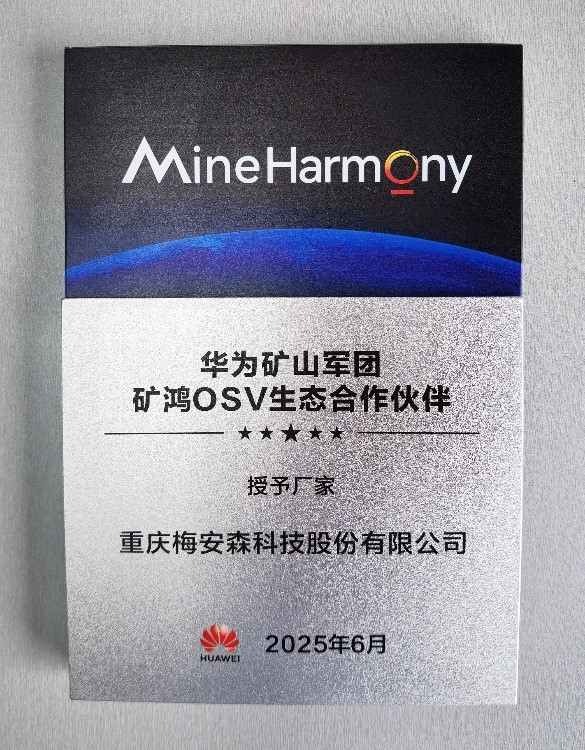 MineHarmony
华为矿山军团
矿鸿OSV生态合作伙伴
授予厂家
重庆梅安森科技股份有限公司
HUAWEI
2025年6月